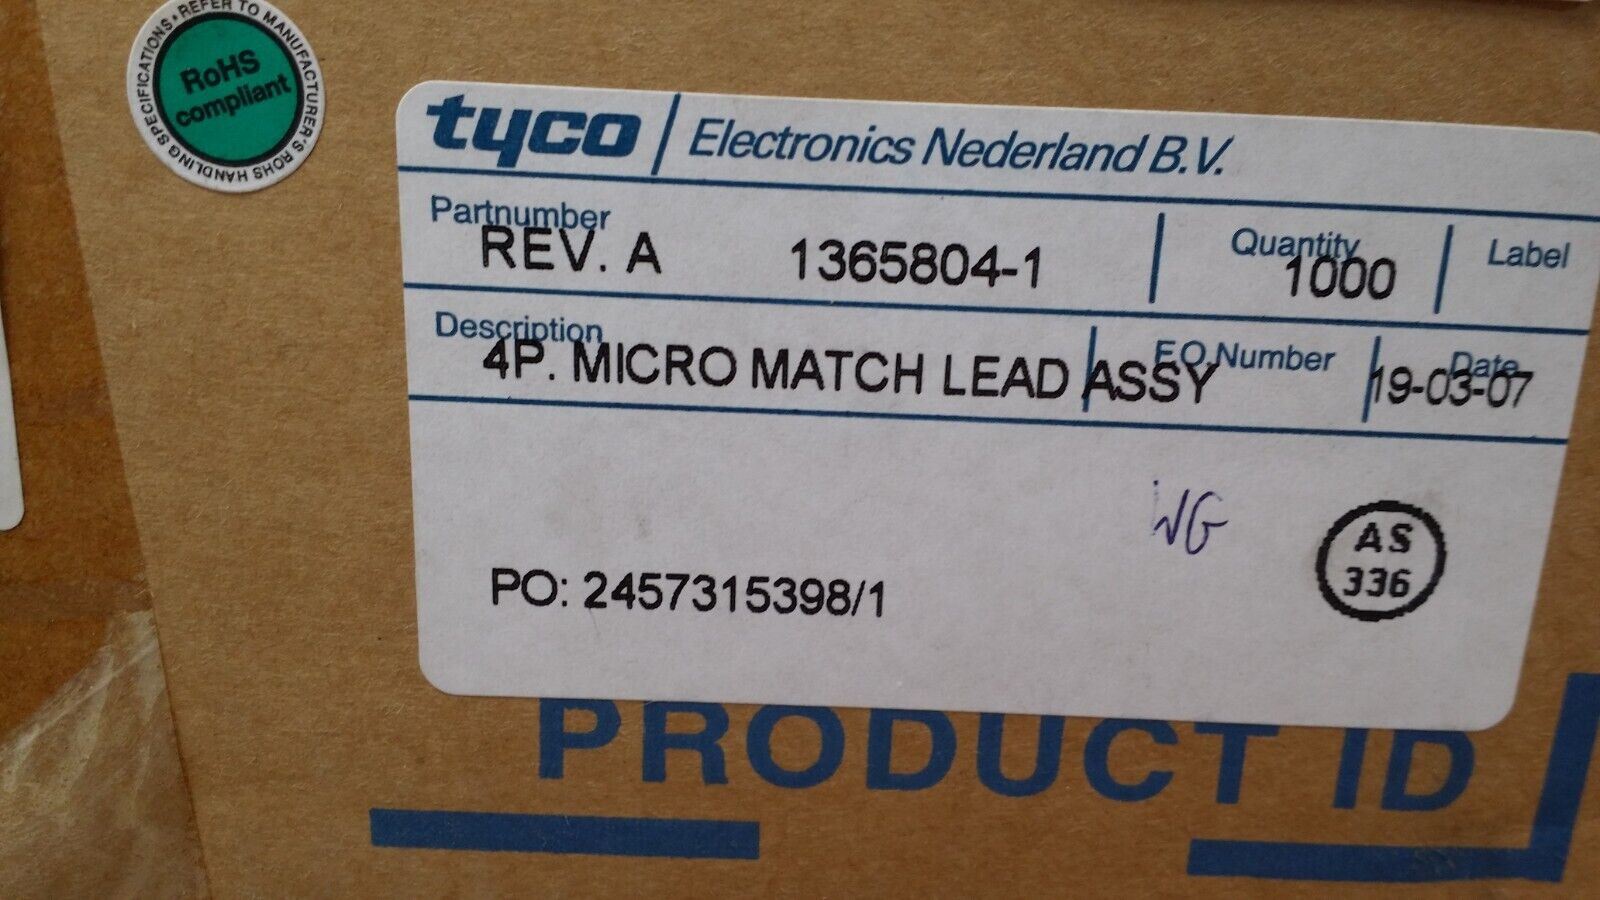 REFER TO MANUFACTURER'S ROHS HANDLING SPECIFICATIONS •
RoHS
compliant
tyco / Electronics Nederland B.V.
Partnumber
REV. A 1365804-1
Quantity
1000
Label
Description
4P. MICRO MATCH LEAD ASSY
EO Number
Date
19-03-07
VG
AS
336
PO: 2457315398/1
PRODUCT ID